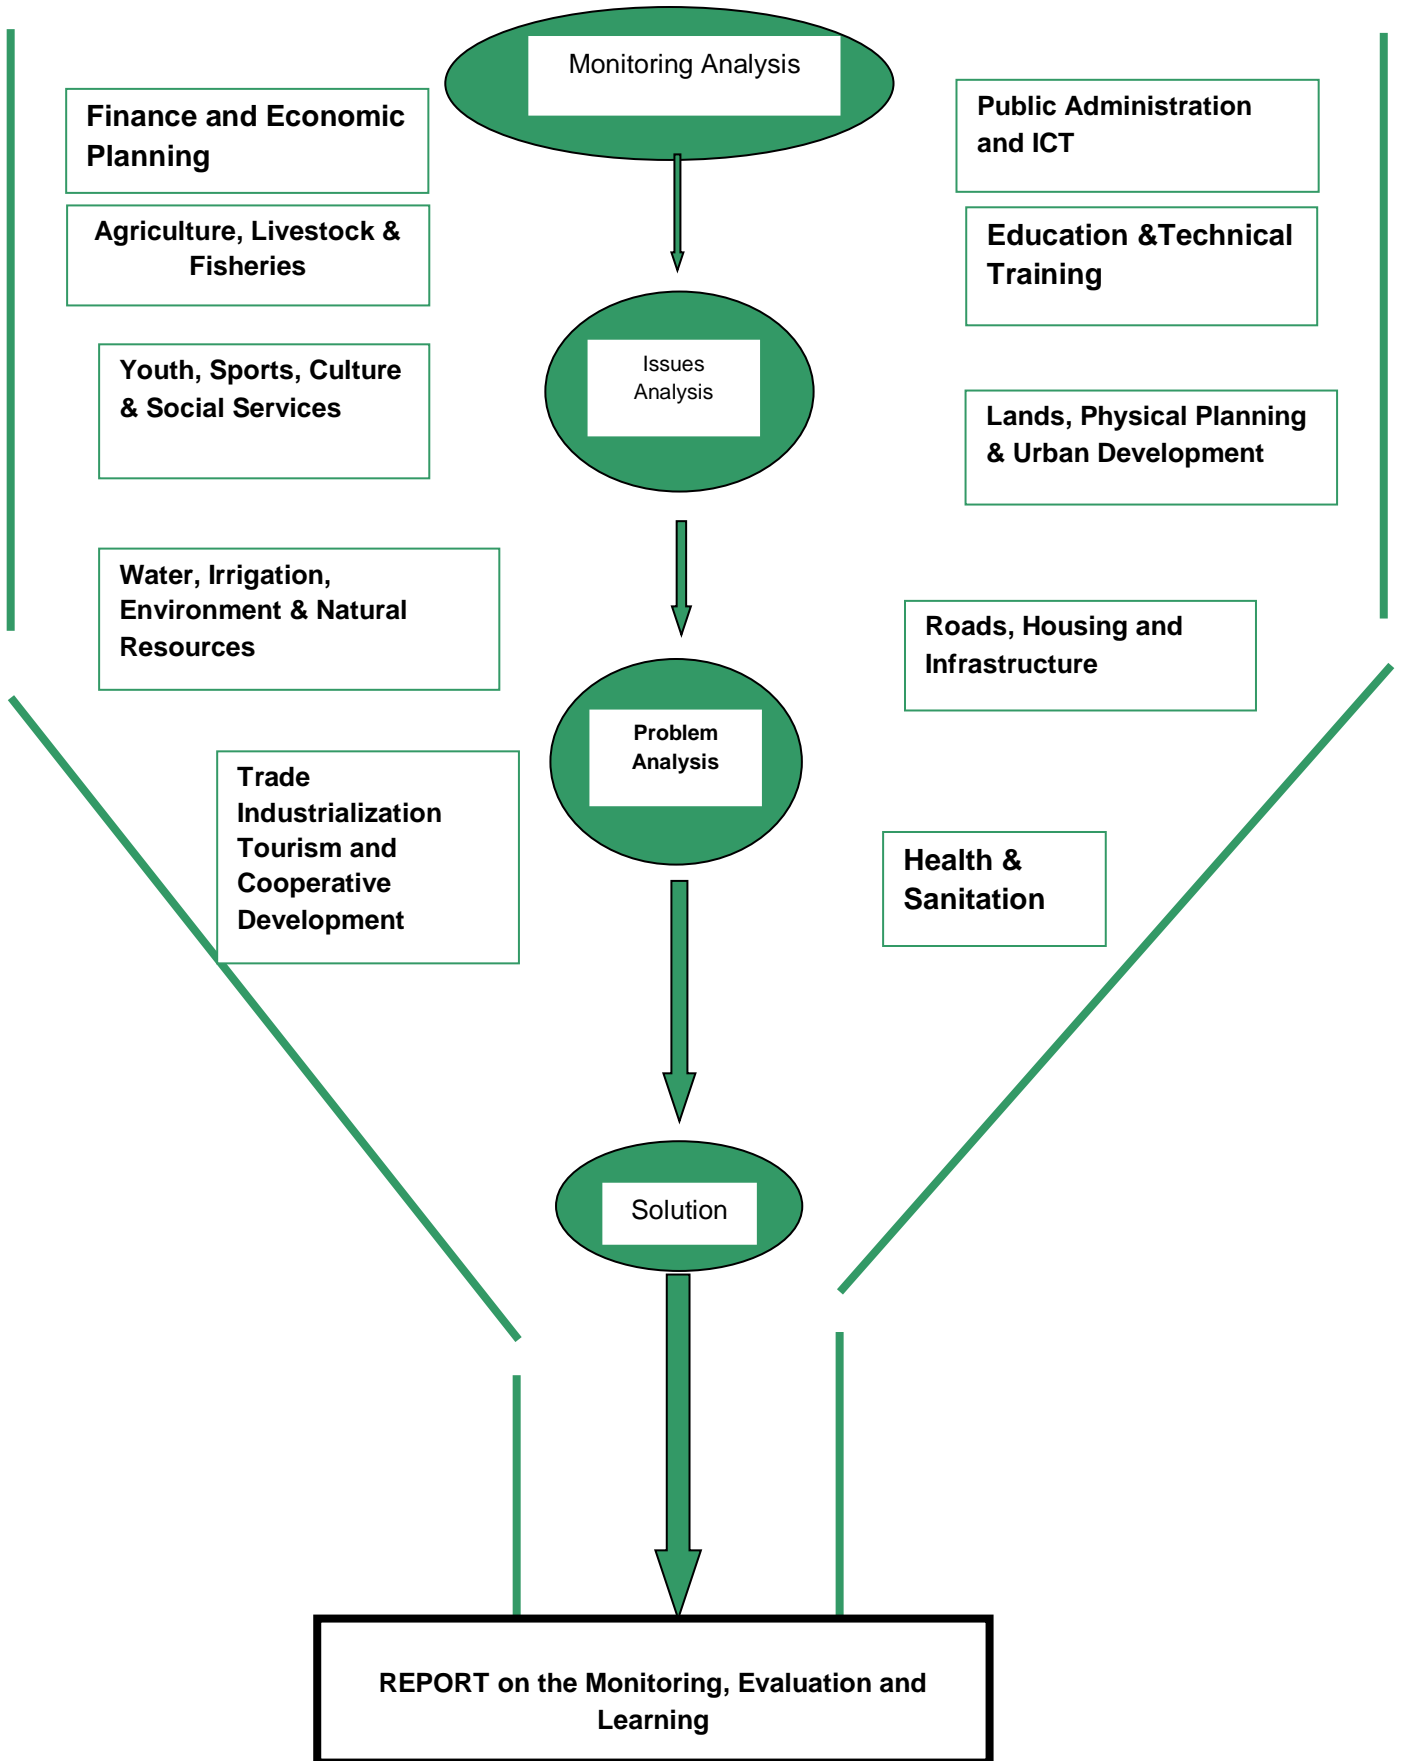 Monitoring Analysis
Finance and Economic
Planning
Public Administration
and ICT
Agriculture, Livestock &
Fisheries
Education &Technical
Training
Issues
Analysis
Youth, Sports, Culture
& Social Services
Lands, Physical Planning
& Urban Development
Water, Irrigation,
Environment & Natural
Resources
Roads, Housing and
Infrastructure
Problem
Analysis
Trade
Industrialization
Tourism and
Cooperative
Development
Health &
Sanitation
Solution
REPORT on the Monitoring, Evaluation and
Learning